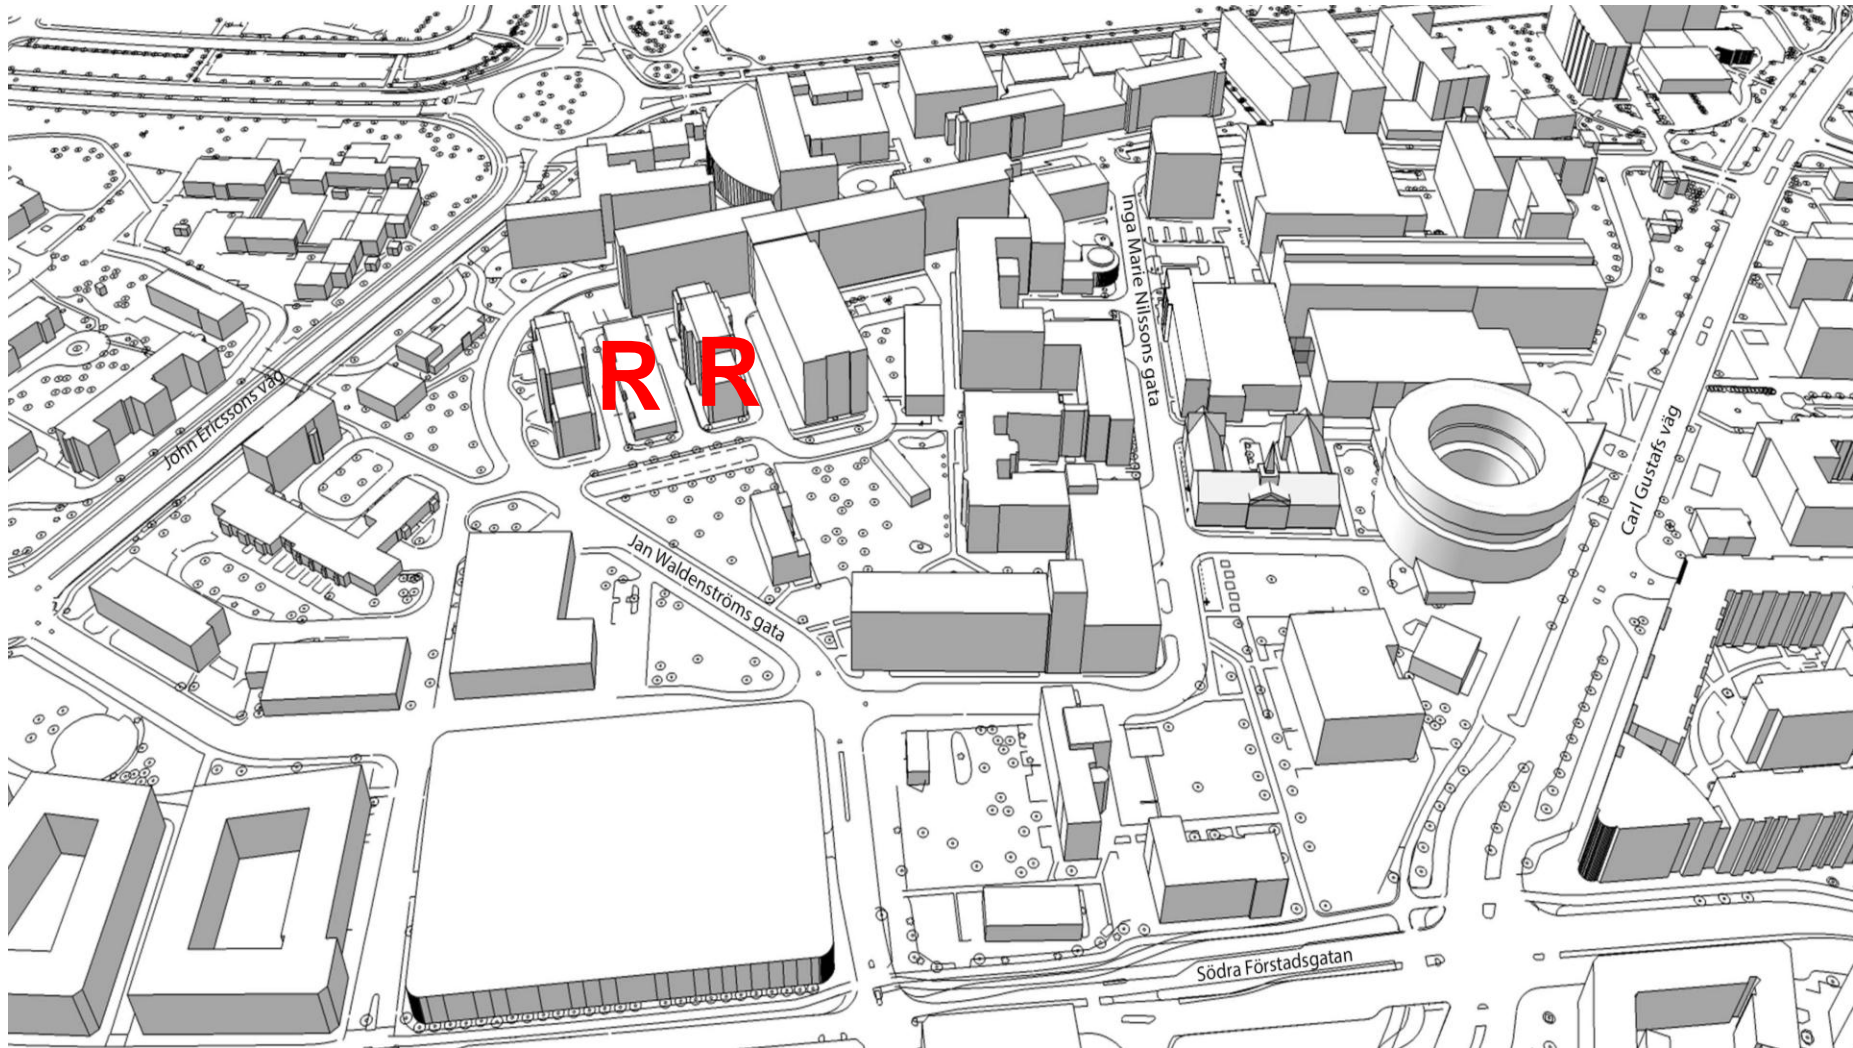 Inga Marie Nilssons gata
R R
John Ericssons väg
Carl Gustafs väg
Jan Waldenströms gata
Södra Förstadsgatan